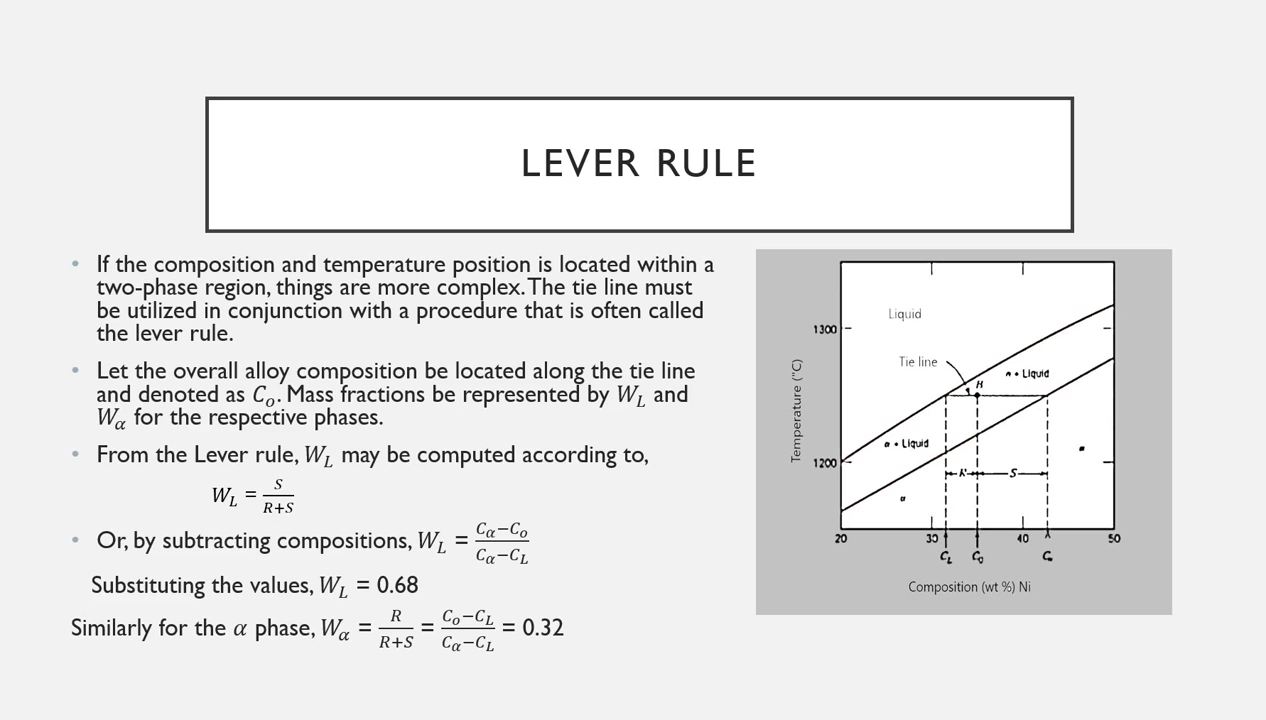 LEVER RULE
• If the composition and temperature position is located within a
two-phase region, things are more complex. The tie line must
be utilized in conjunction with a procedure that is often called
the lever rule.
• Let the overall alloy composition be located along the tie line
and denoted as Cₒ. Mass fractions be represented by W_L and
W_α for the respective phases.
• From the Lever rule, W_L may be computed according to,
W_L = S/(R+S)
• Or, by subtracting compositions, W_L = (C_α−Cₒ)/(C_α−C_L)
Substituting the values, W_L = 0.68
Similarly for the α phase, W_α = R/(R+S) = (Cₒ−C_L)/(C_α−C_L) = 0.32
Liquid
1300
Tie line
α + Liquid
B
Temperature (°C)
α + Liquid
1200
R S
α
α
20 30 40 50
C_L C₀ C_α
Composition (wt %) Ni